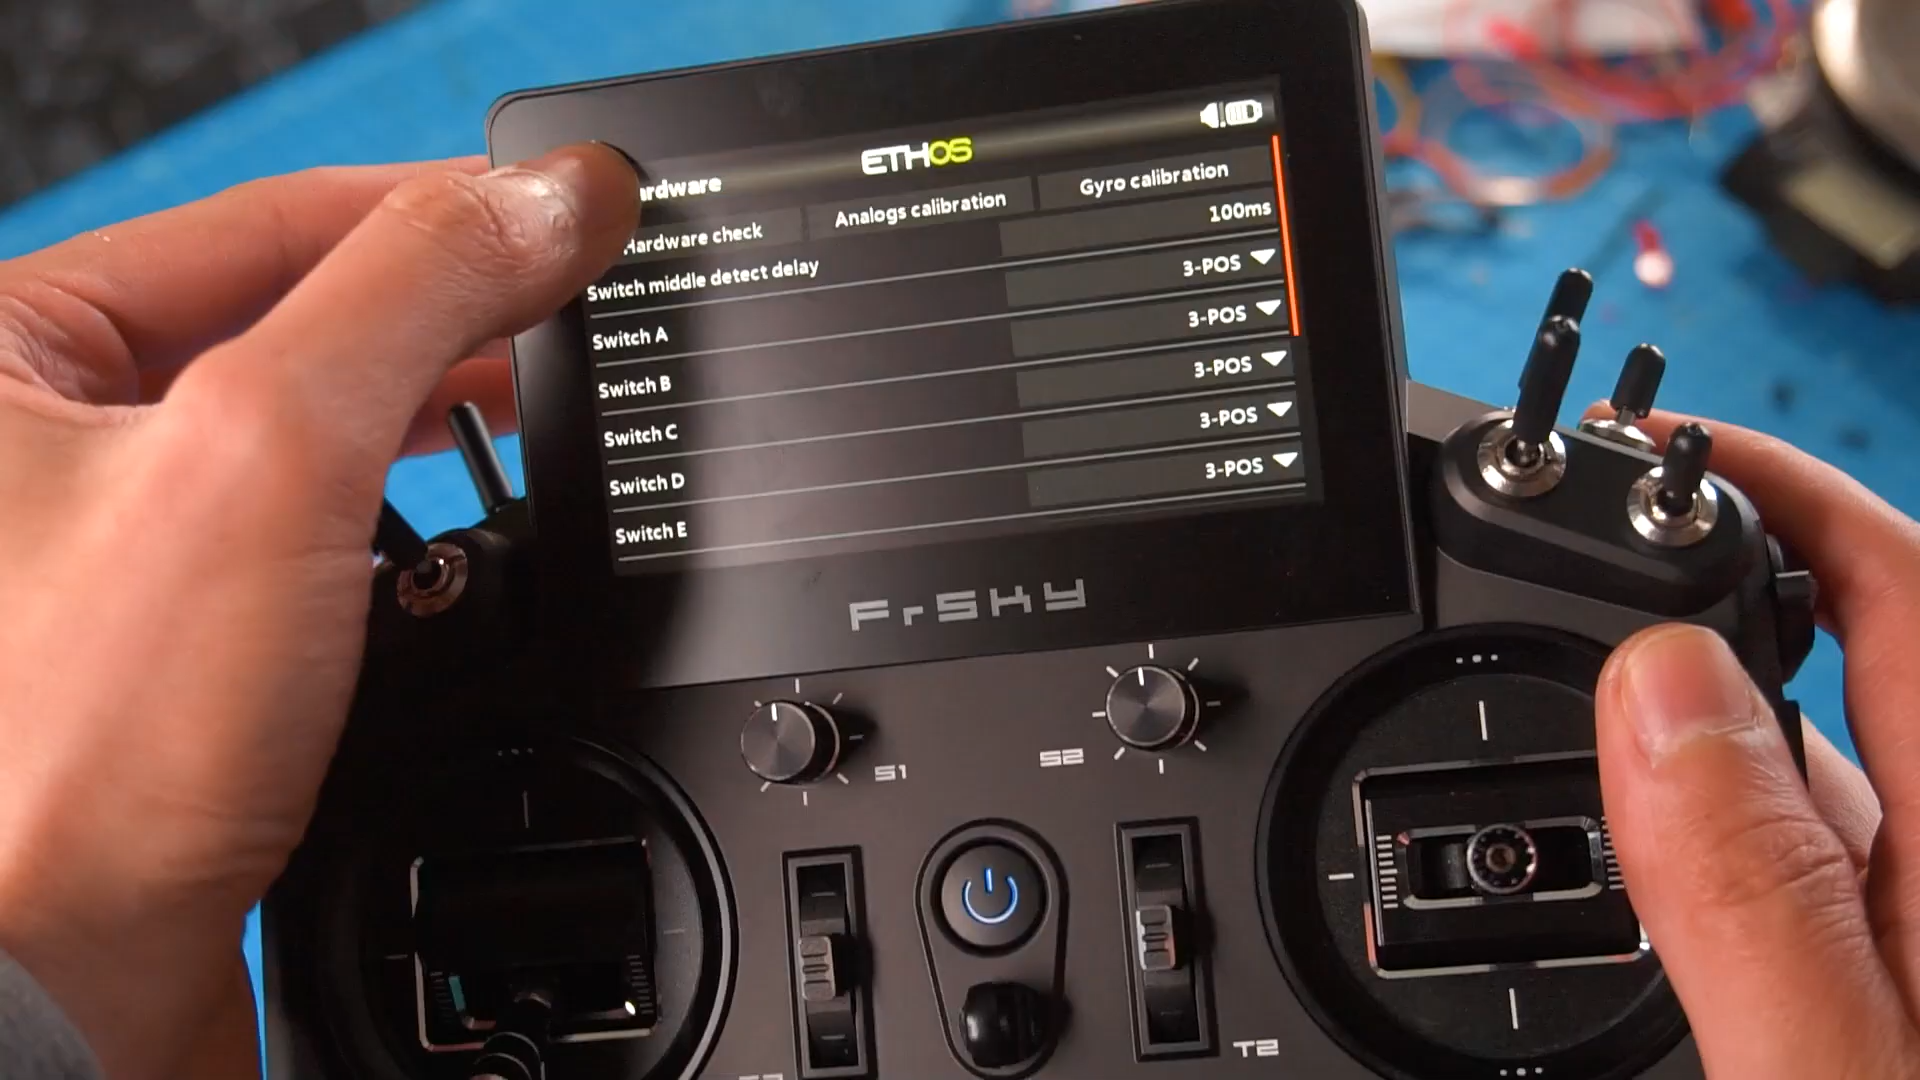 ETHOS
ardware
Hardware check
Analogs calibration
Gyro calibration
Switch middle detect delay
100ms
Switch A
3-POS
Switch B
3-POS
Switch C
3-POS
Switch D
3-POS
Switch E
3-POS
FrSKY
S1
S2
T2